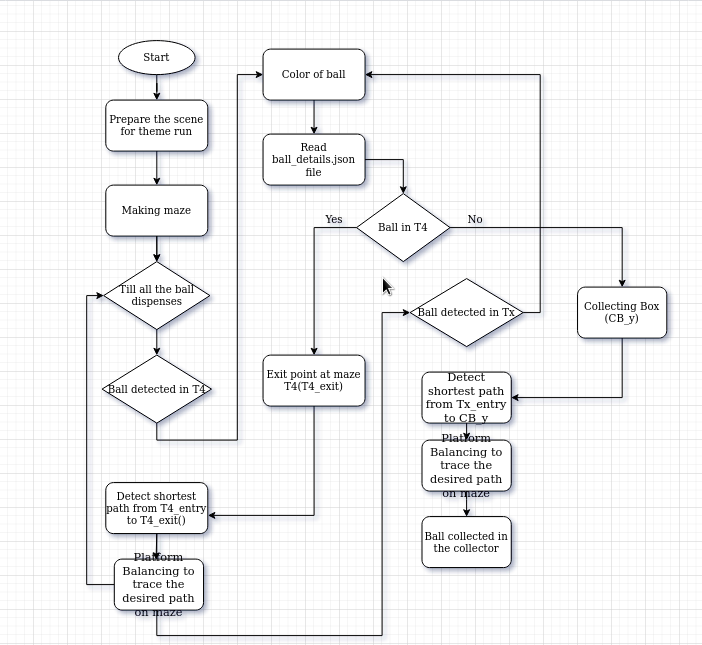 Start
Prepare the scene
for theme run
Making maze
Till all the ball
dispenses
Ball detected in T4
Detect shortest
path from T4_entry
to T4_exit()
Platform
Balancing to
trace the
desired path
on maze
Color of ball
Read
ball_details.json
file
Yes
Ball in T4
No
Exit point at maze
T4(T4_exit)
Ball detected in Tx
Collecting Box
(CB_y)
Detect
shortest path
from Tx_entry
to CB_y
Platform
Balancing to
trace the
desired path
on maze
Ball collected in
the collector